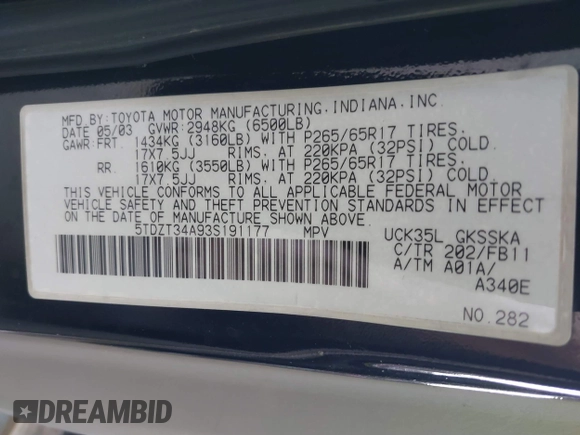 MFD.BY:TOYOTA MOTOR MANUFACTURING,INDIANA,INC.
DATE 05/03 GVWR: 2948KG (6500LB)
GAWR:FRT. 1434KG (3160LB) WITH P265/65R17 TIRES,
17X7.5JJ RIMS, AT 220KPA (32PSI) COLD.
RR. 1610KG (3550LB) WITH P265/65R17 TIRES,
17X7.5JJ RIMS, AT 220KPA (32PSI) COLD.
THIS VEHICLE CONFORMS TO ALL APPLICABLE FEDERAL MOTOR
VEHICLE SAFETY AND THEFT PREVENTION STANDARDS IN EFFECT
ON THE DATE OF MANUFACTURE SHOWN ABOVE.
5TDZT34A93S191177 MPV UCK35L GKSSKA
C/TR 202/FB11
A/TM A01A/
A340E
NO.282
DREAMBID